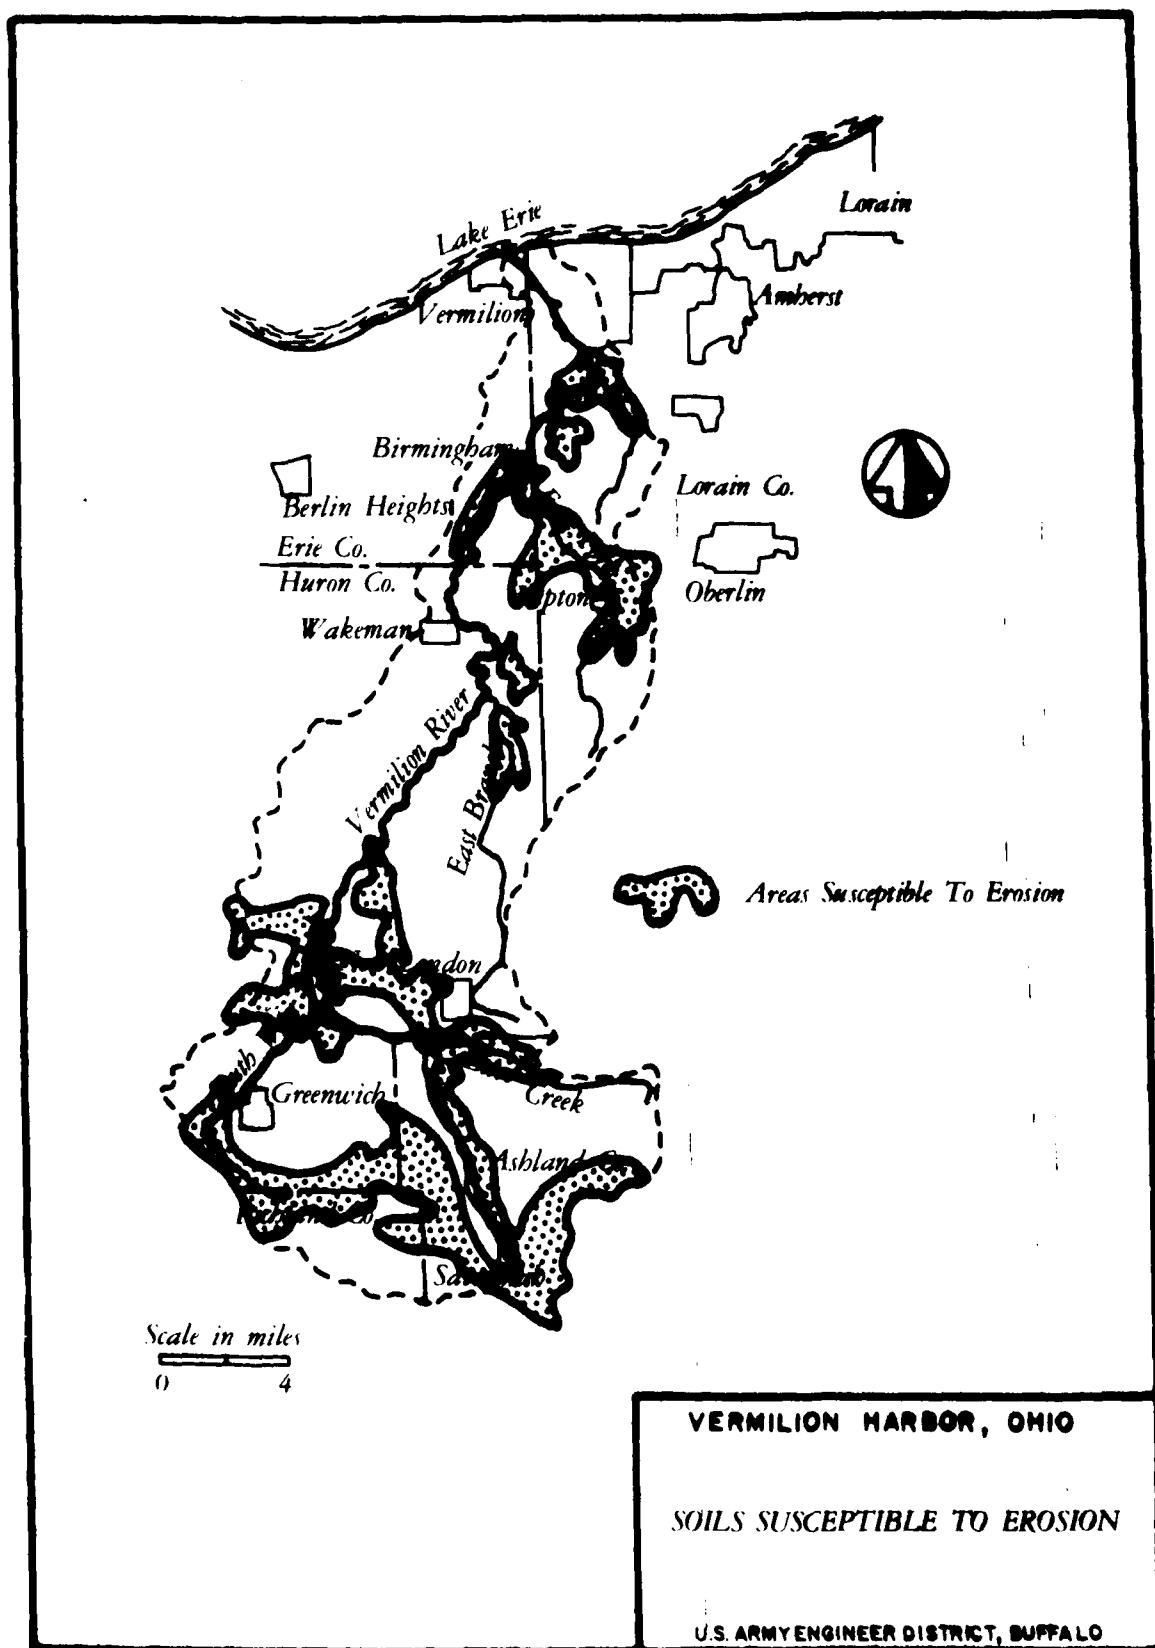 Lake Erie
Lorain
Vermilion
Amherst
Birmingham
Lorain Co.
Berlin Heights
Erie Co.
Huron Co.
Oberlin
Wakeman
Vermilion River
East Branch
Areas Susceptible To Erosion
Greenwich
Creek
Ashland
Scale in miles
0 4
VERMILION HARBOR, OHIO
SOILS SUSCEPTIBLE TO EROSION
U.S. ARMY ENGINEER DISTRICT, BUFFALO